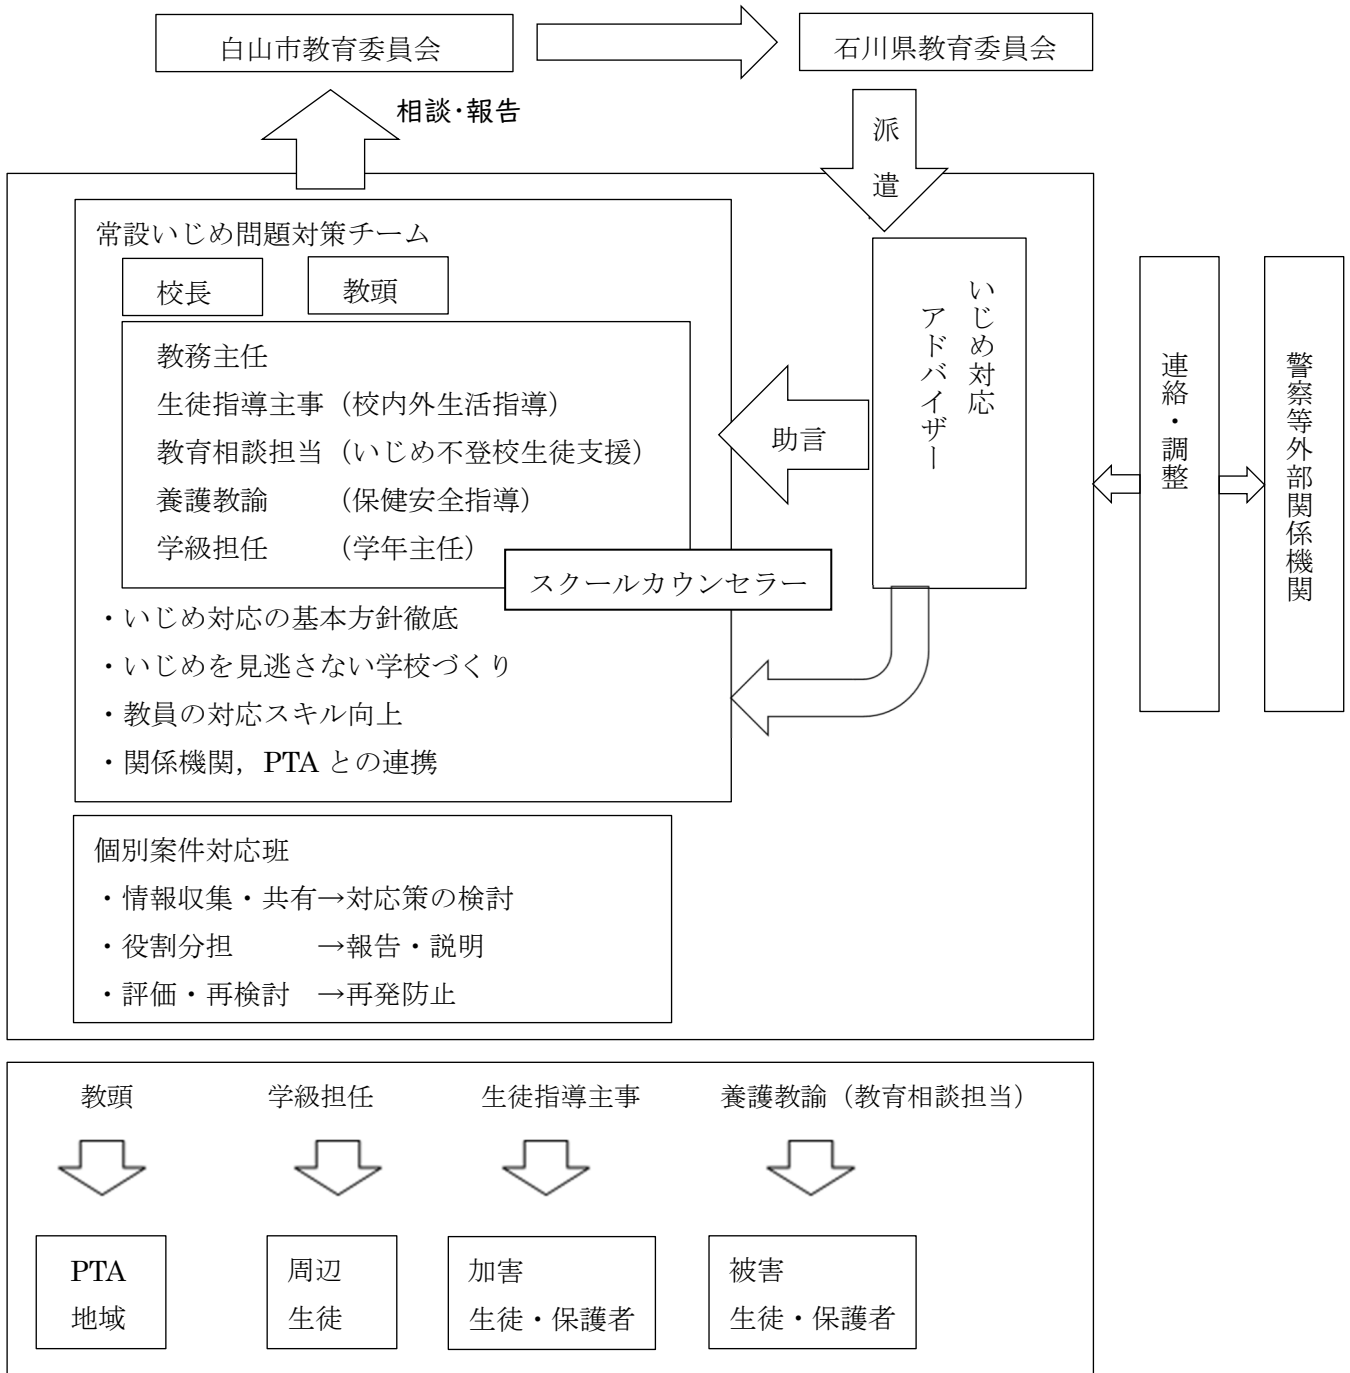 白山市教育委員会
石川県教育委員会
相談・報告
派遣
常設いじめ問題対策チーム
校長
教頭
教務主任
生徒指導主事（校内外生活指導）
教育相談担当（いじめ不登校生徒支援）
養護教諭　　（保健安全指導）
学級担任　　（学年主任）
スクールカウンセラー
・いじめ対応の基本方針徹底
・いじめを見逃さない学校づくり
・教員の対応スキル向上
・関係機関，PTA との連携
助言
いじめ対応
アドバイザー
連絡・調整
警察等外部関係機関
個別案件対応班
・情報収集・共有→対応策の検討
・役割分担　　　→報告・説明
・評価・再検討　→再発防止
教頭
学級担任
生徒指導主事
養護教諭（教育相談担当）
PTA
地域
周辺
生徒
加害
生徒・保護者
被害
生徒・保護者